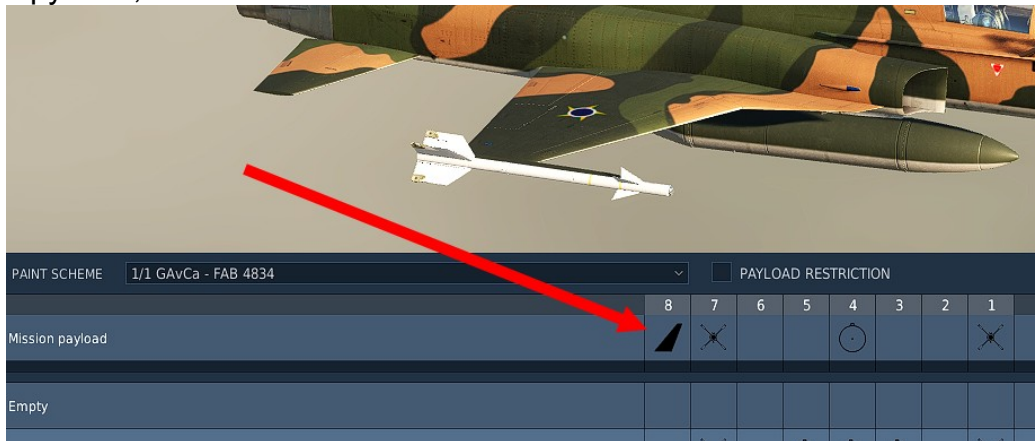 PAINT SCHEME 1/1 GAvCa - FAB 4834 PAYLOAD RESTRICTION
8 7 6 5 4 3 2 1
Mission payload
Empty